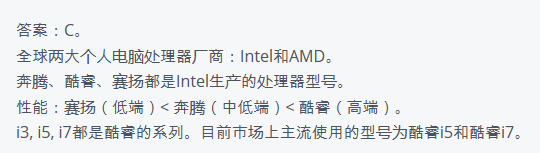 答案：C。
全球两大个人电脑处理器厂商：Intel和AMD。
奔腾、酷睿、赛扬都是Intel生产的处理器型号。
性能：赛扬（低端）< 奔腾（中低端）< 酷睿（高端）。
i3, i5, i7都是酷睿的系列。目前市场上主流使用的型号为酷睿i5和酷睿i7。